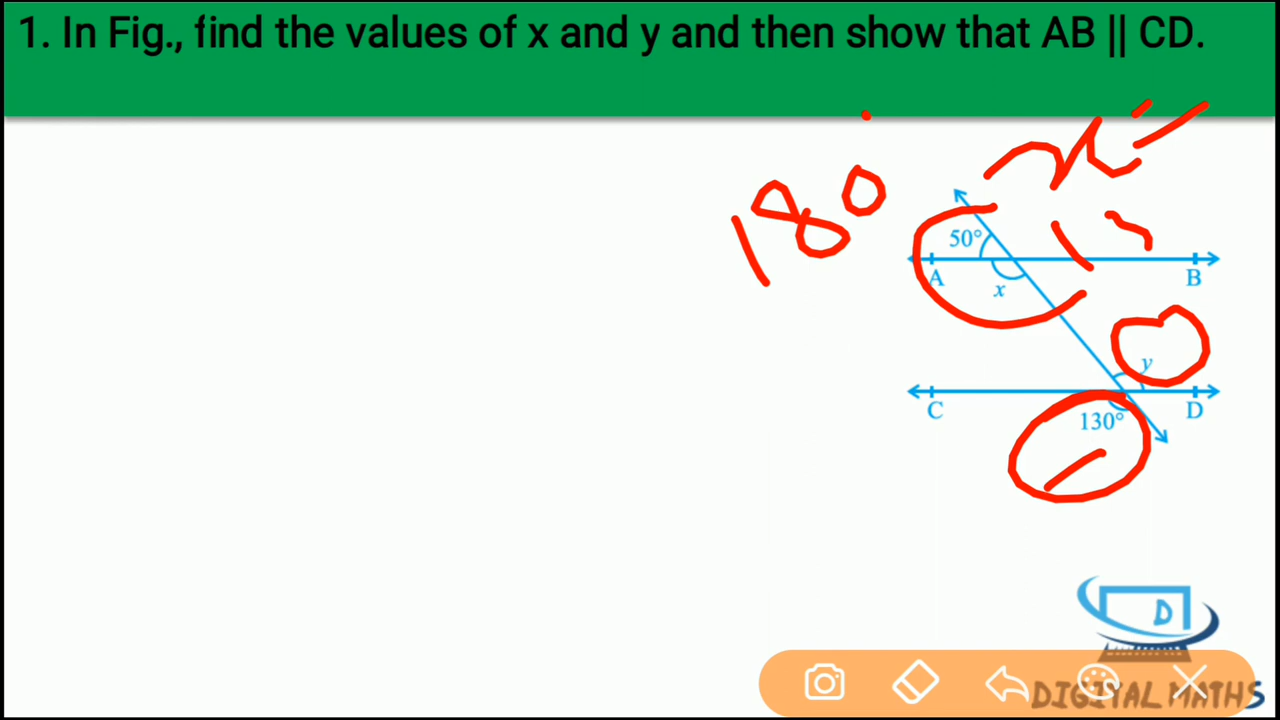 1. In Fig., find the values of x and y and then show that AB || CD.
180
x =
50°
A
B
x
y
C
D
130°
D
DIGITAL MATHS